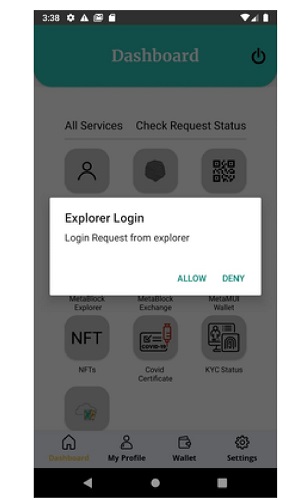 3:38
Dashboard
All Services Check Request Status
Explorer Login
Login Request from explorer
ALLOW DENY
MetaBlock Explorer
MetaBlock Exchange
MetaMUI Wallet
NFT
COVID-19
NFTs
Covid Certificate
KYC Status
Dashboard My Profile Wallet Settings